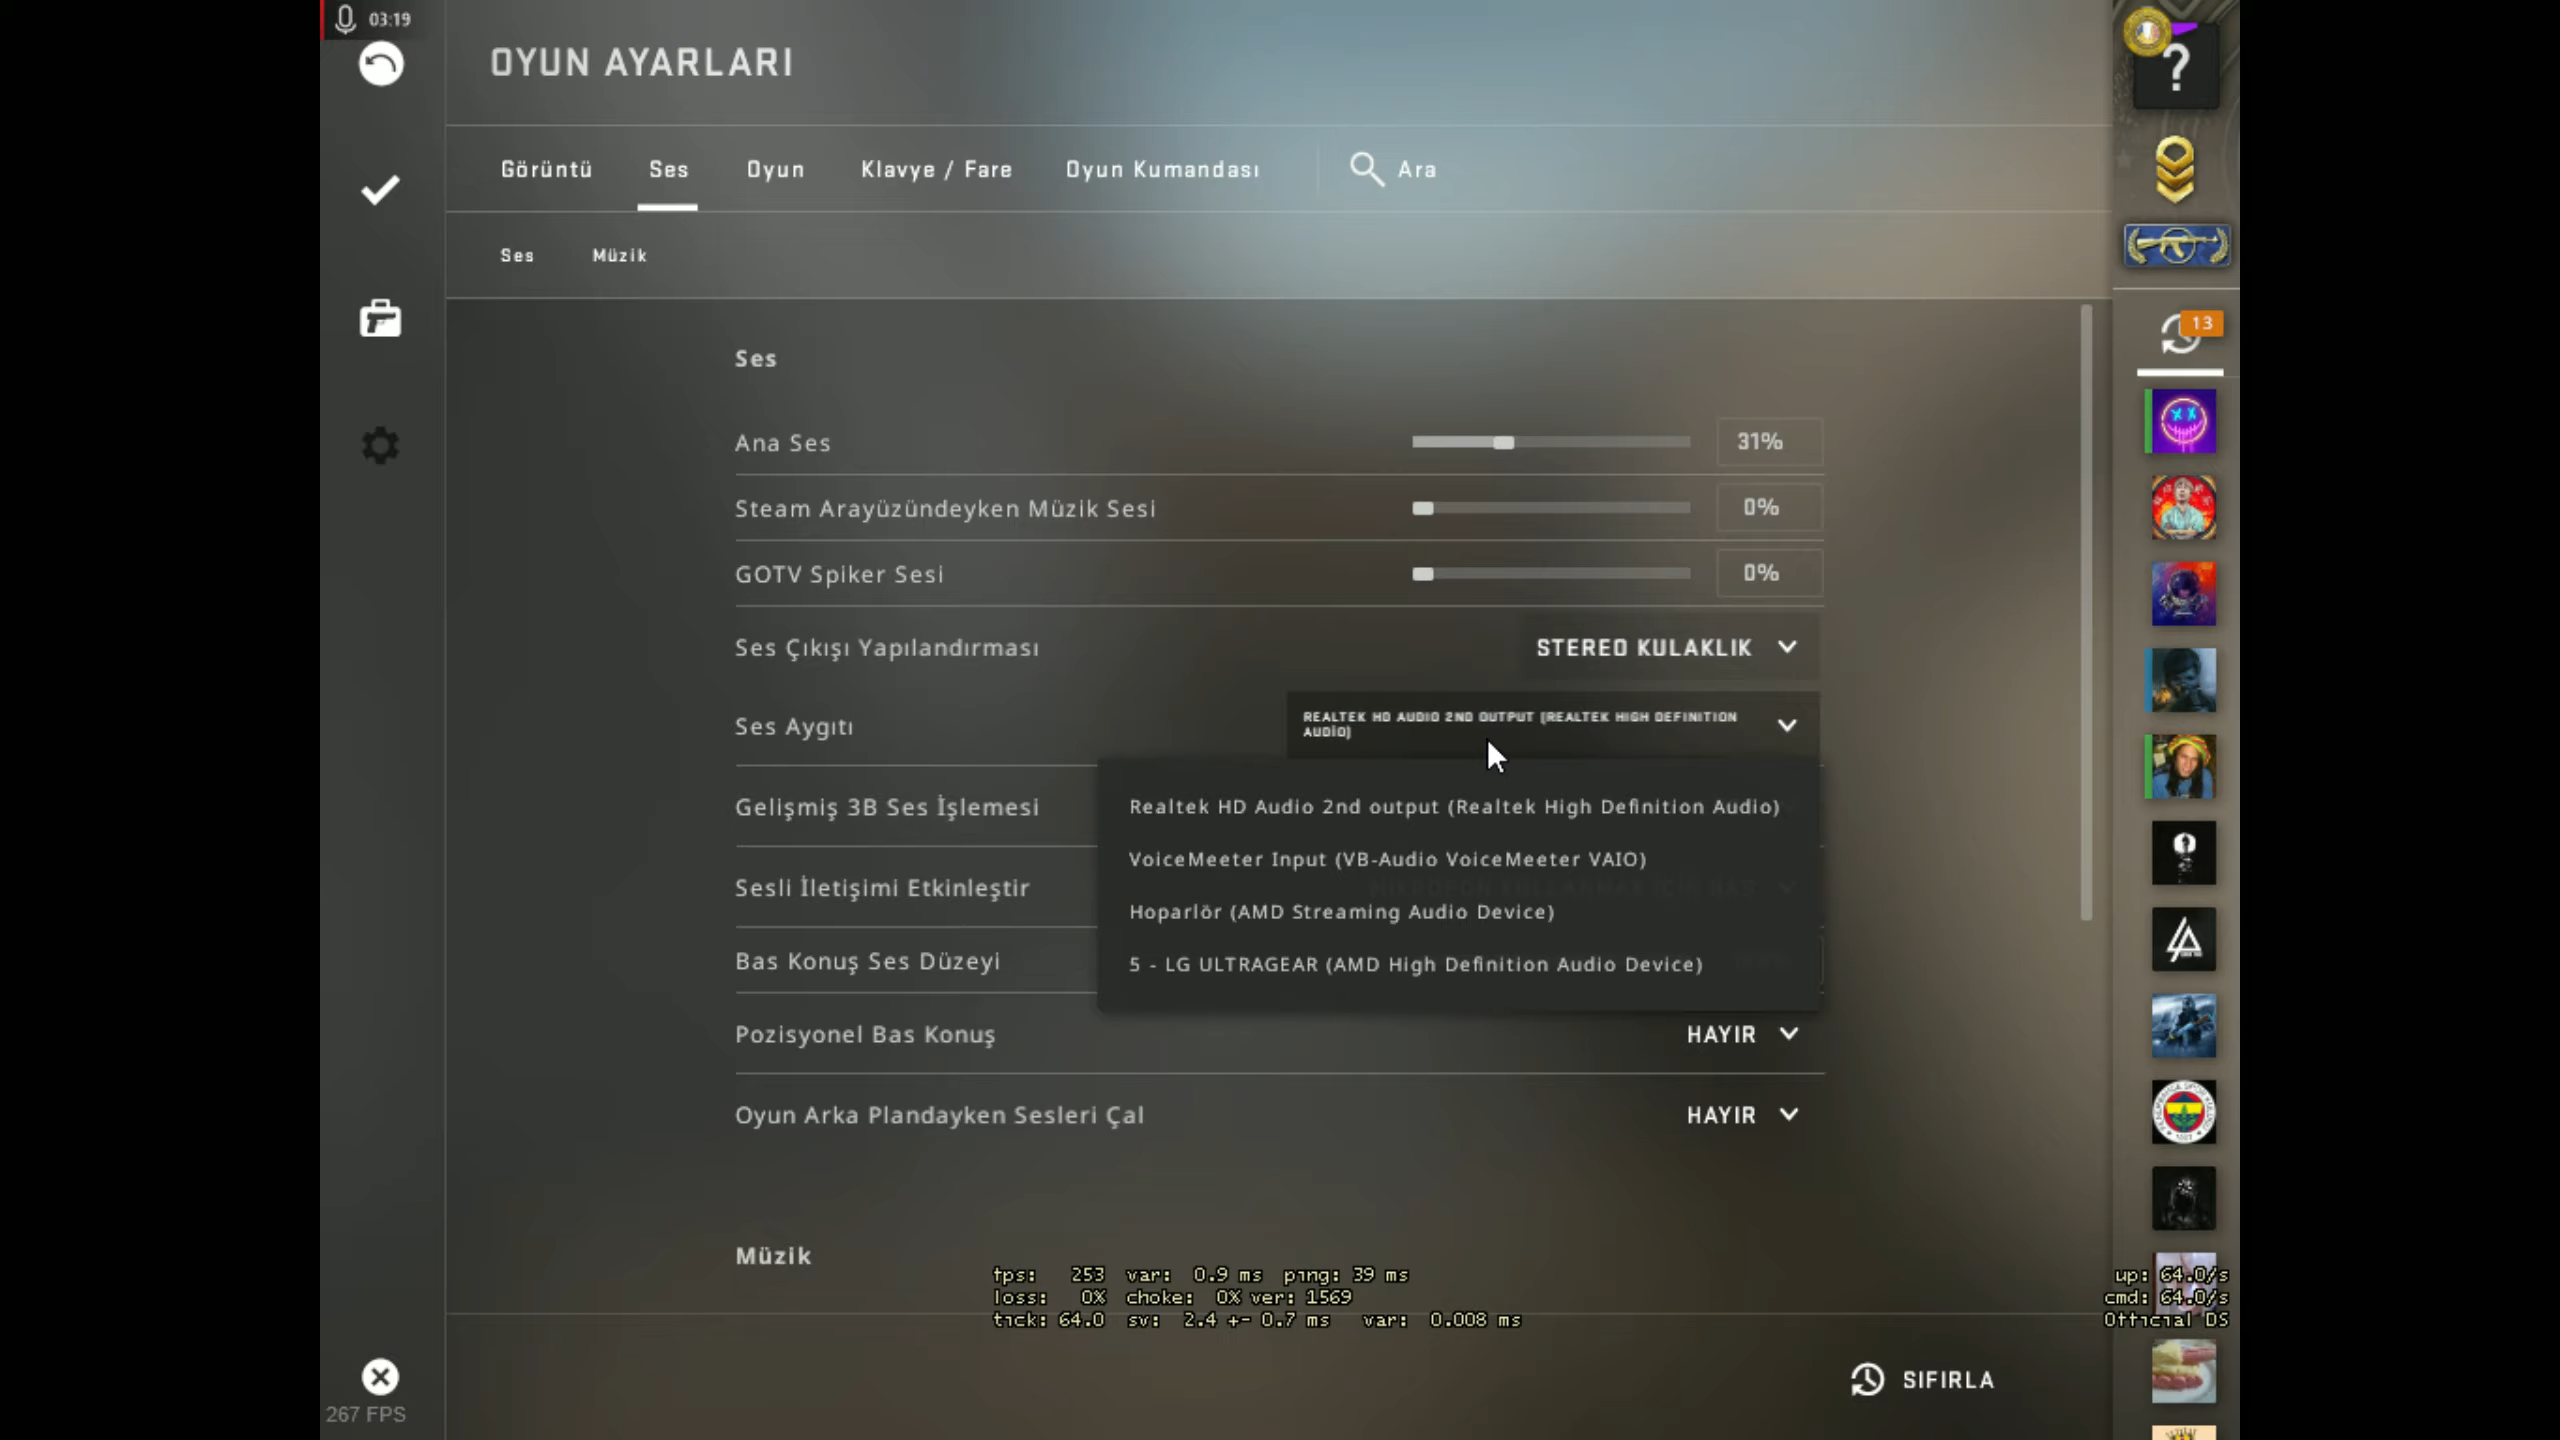 03:19
OYUN AYARLARI
Görüntü Ses Oyun Klavye / Fare Oyun Kumandası Ara
Ses Müzik
13
Ses
Ana Ses 31%
Steam Arayüzündeyken Müzik Sesi 0%
GOTV Spiker Sesi 0%
Ses Çıkışı Yapılandırması STEREO KULAKLIK
Ses Aygıtı REALTEK HD AUDIO 2ND OUTPUT (REALTEK HIGH DEFINITION
AUDİO)
Gelişmiş 3B Ses İşlemesi
Realtek HD Audio 2nd output (Realtek High Definition Audio)
VoiceMeeter Input (VB-Audio VoiceMeeter VAIO)
Sesli İletişimi Etkinleştir
Hoparlör (AMD Streaming Audio Device)
Bas Konuş Ses Düzeyi
5 - LG ULTRAGEAR (AMD High Definition Audio Device)
Pozisyonel Bas Konuş HAYIR
Oyun Arka Plandayken Sesleri Çal HAYIR
Müzik
fps: 253 var: 0.9 ms ping: 39 ms
loss: 0% choke: 0% ver: 1569
tick: 64.0 sv: 2.4 +- 0.7 ms var: 0.008 ms
up: 64.0/s
cmd: 64.0/s
Official DS
SIFIRLA
267 FPS